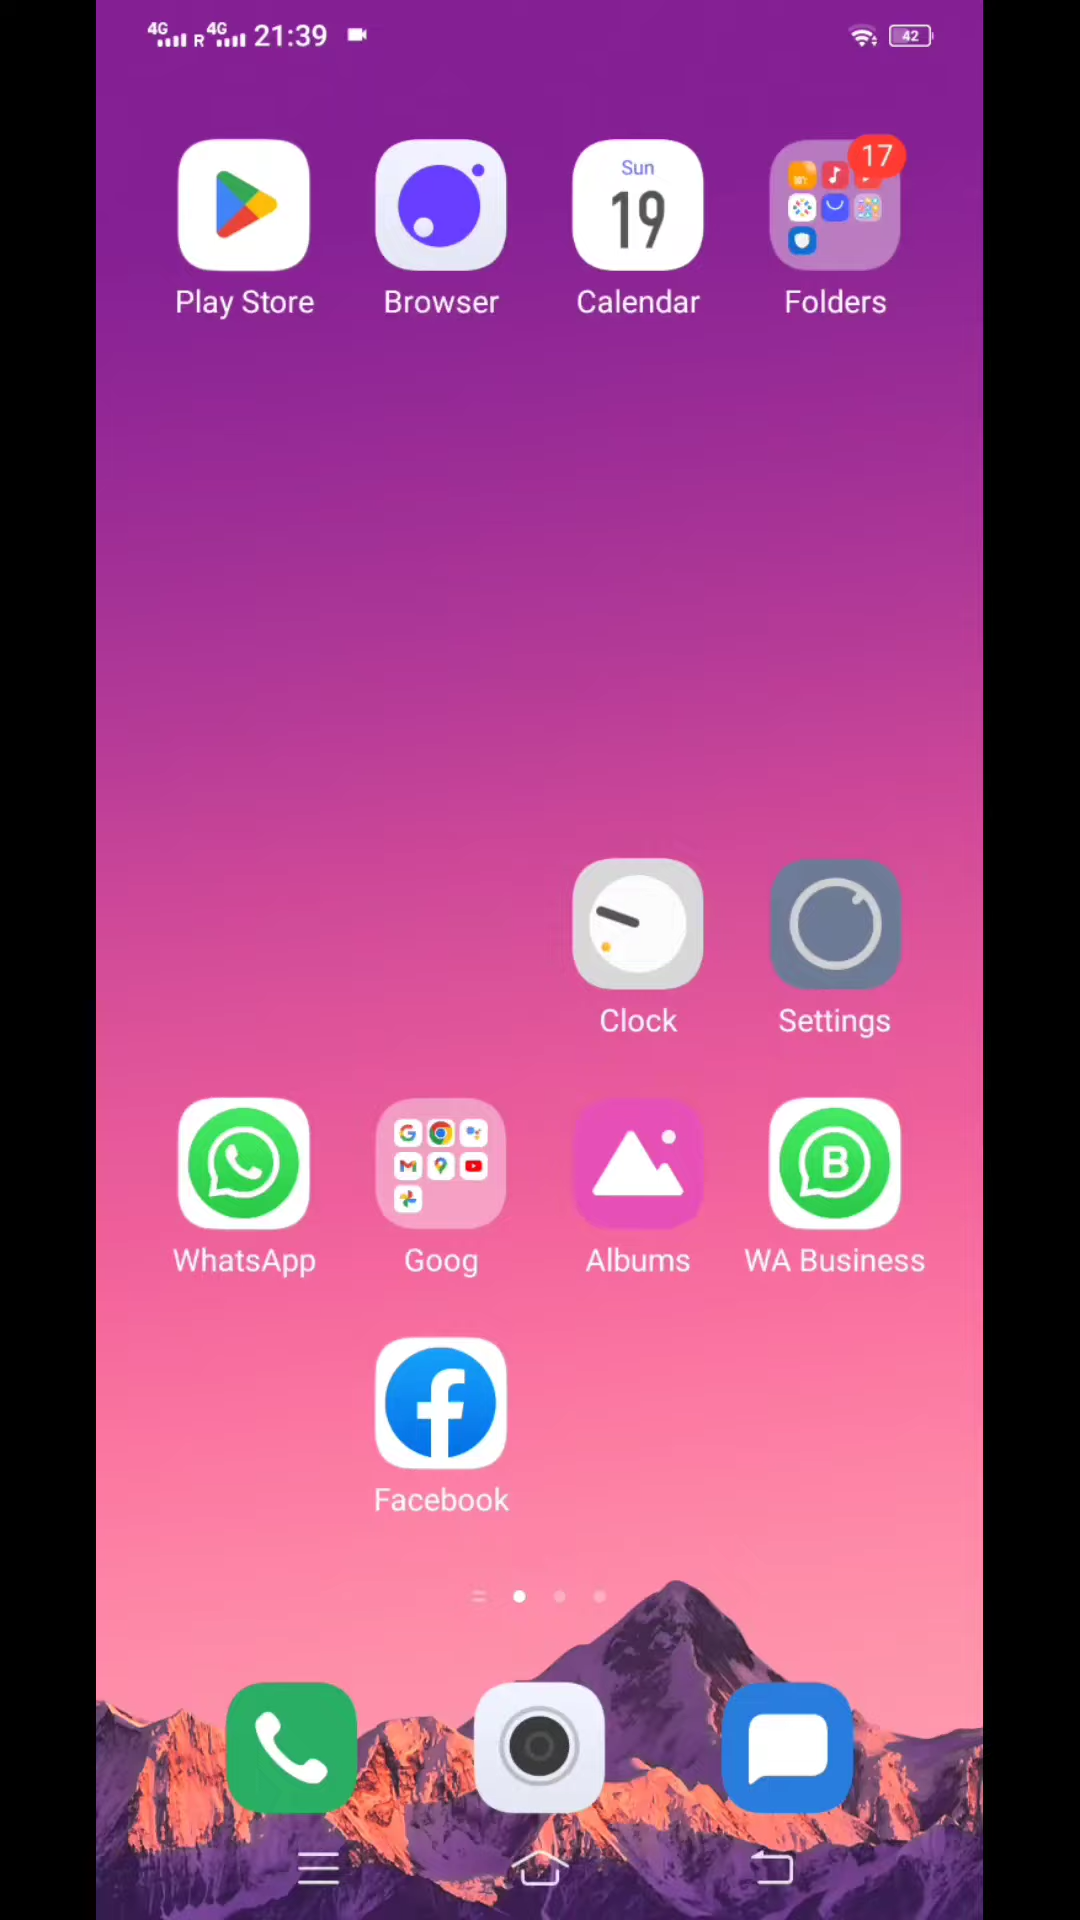 4G R 4G 21:39 42
17
Sun
19
Play Store Browser Calendar Folders
Clock Settings
B
WhatsApp Goog Albums WA Business
Facebook